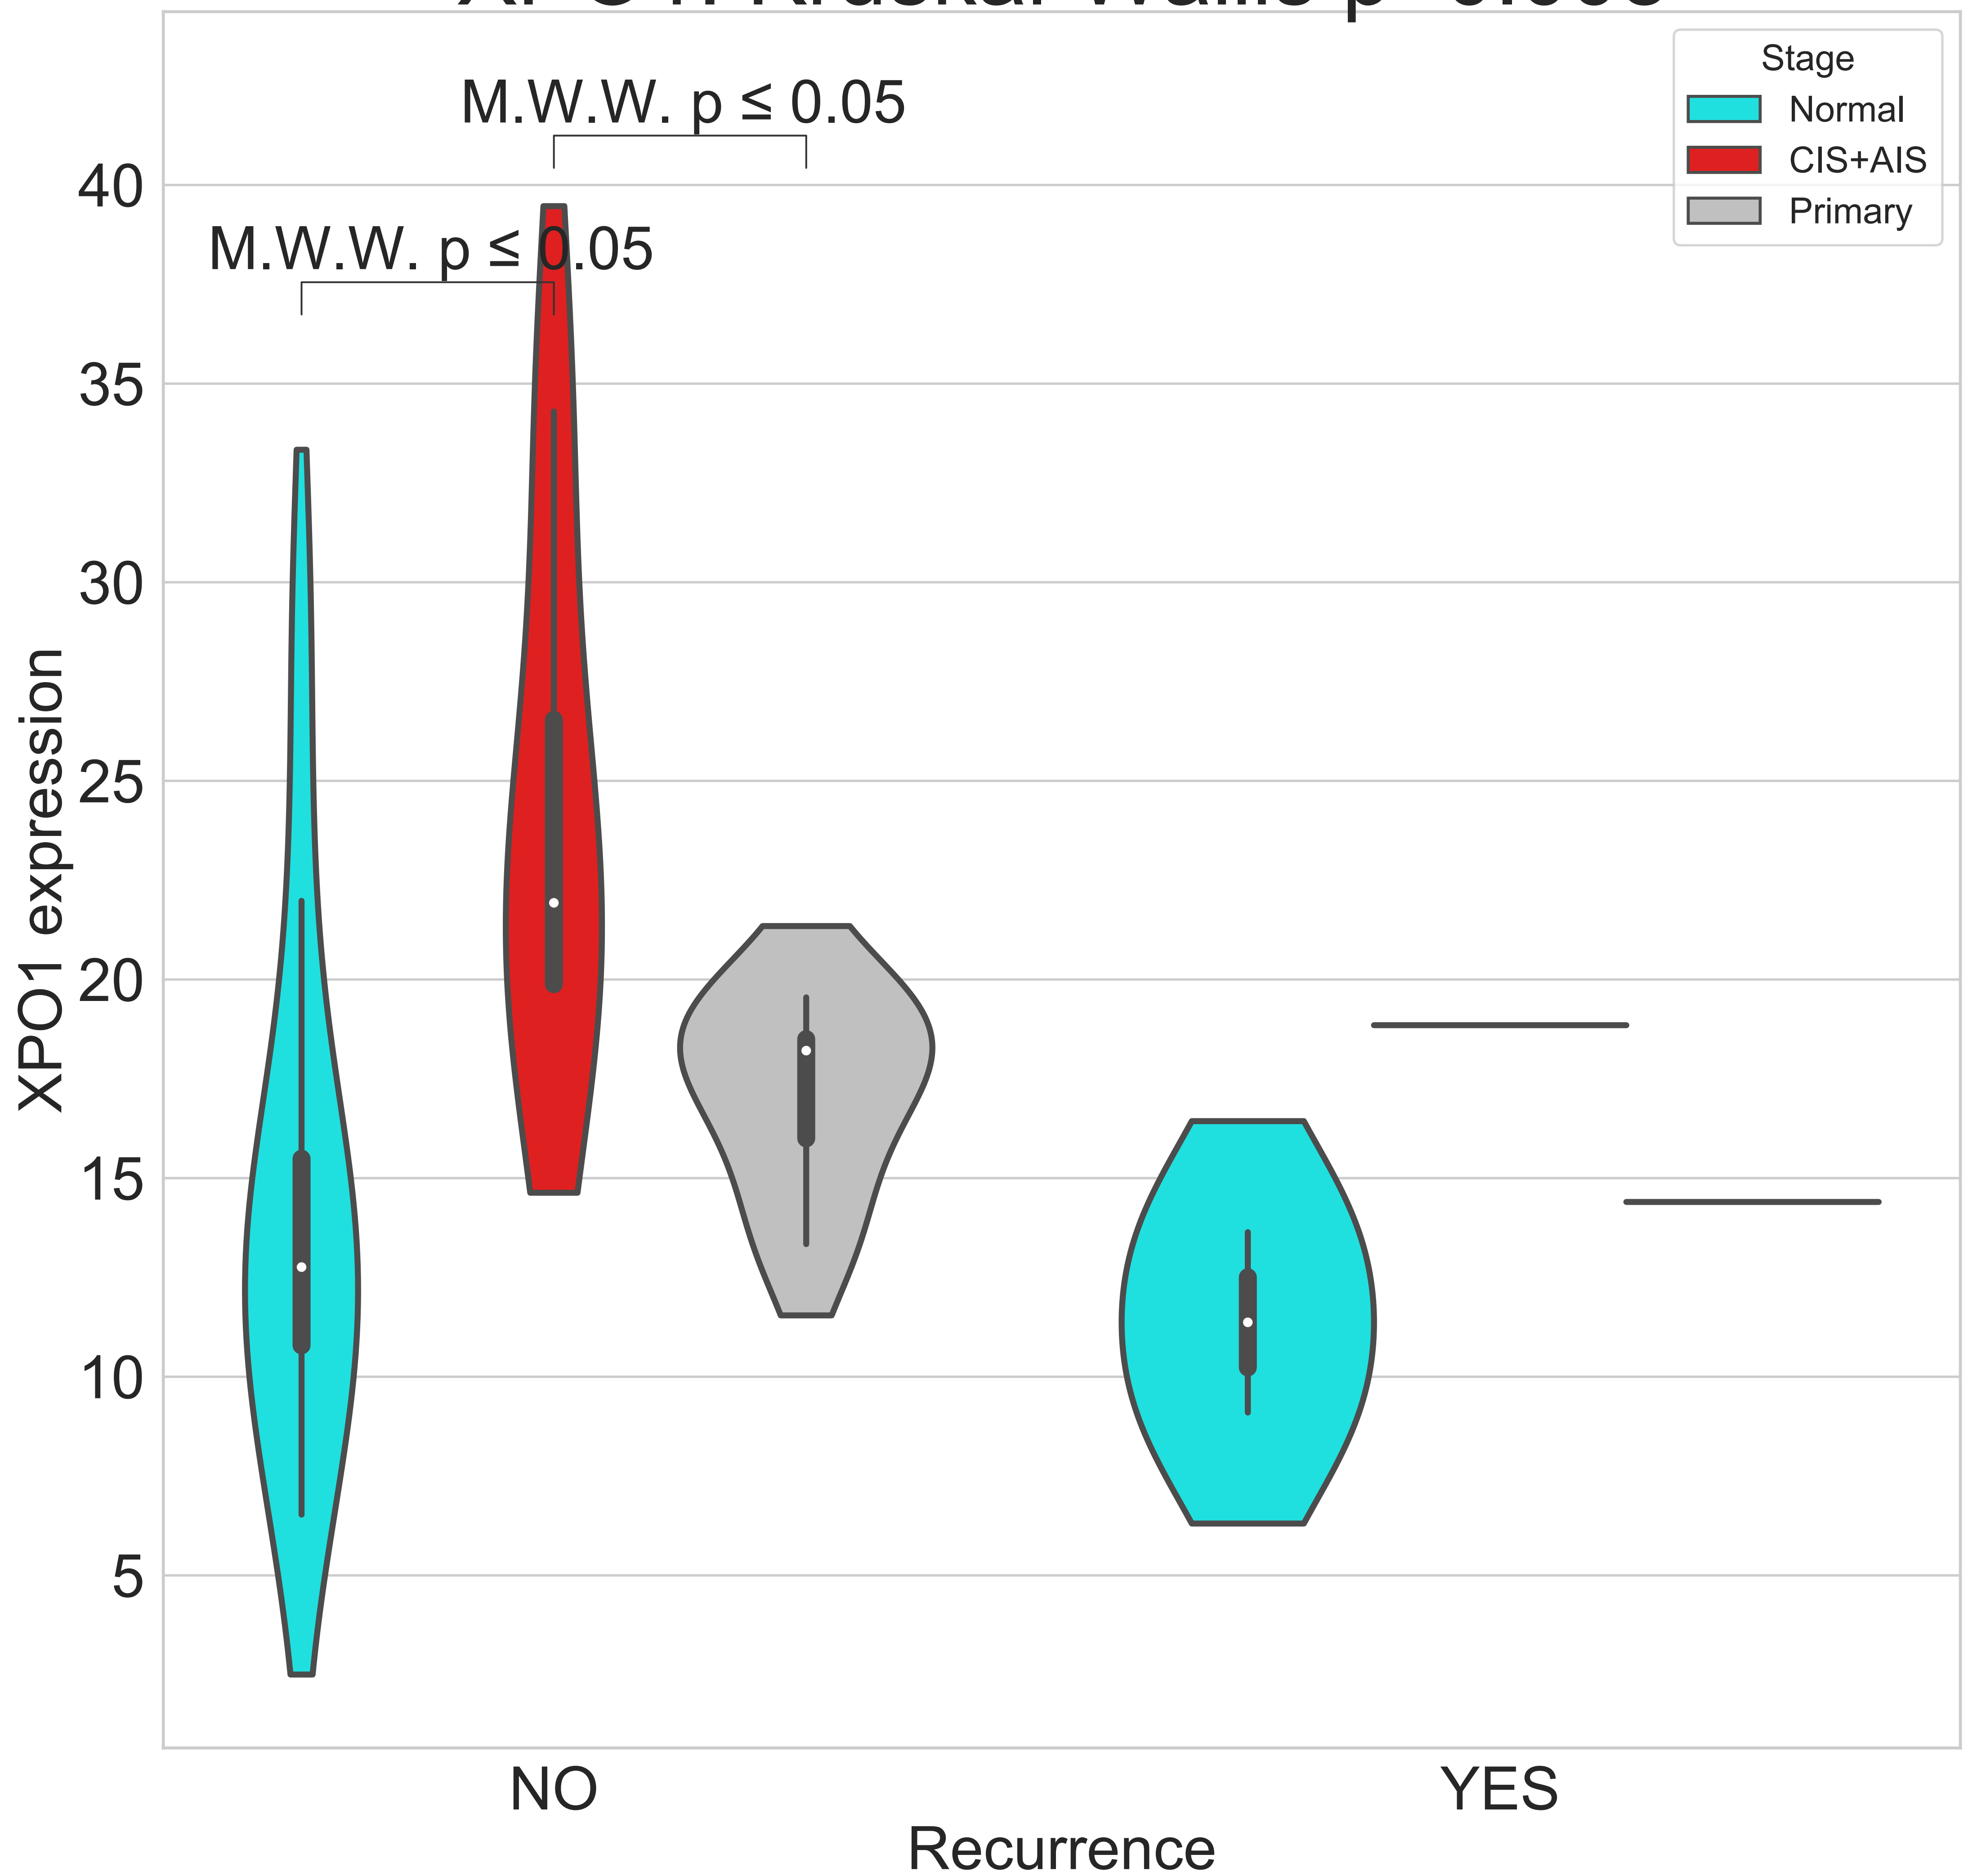 M.W.W. p ≤ 0.05
M.W.W. p ≤ 0.05
Stage
Normal
CIS+AIS
Primary
40
35
30
25
20
15
10
5
XPO1 expression
NO
YES
Recurrence